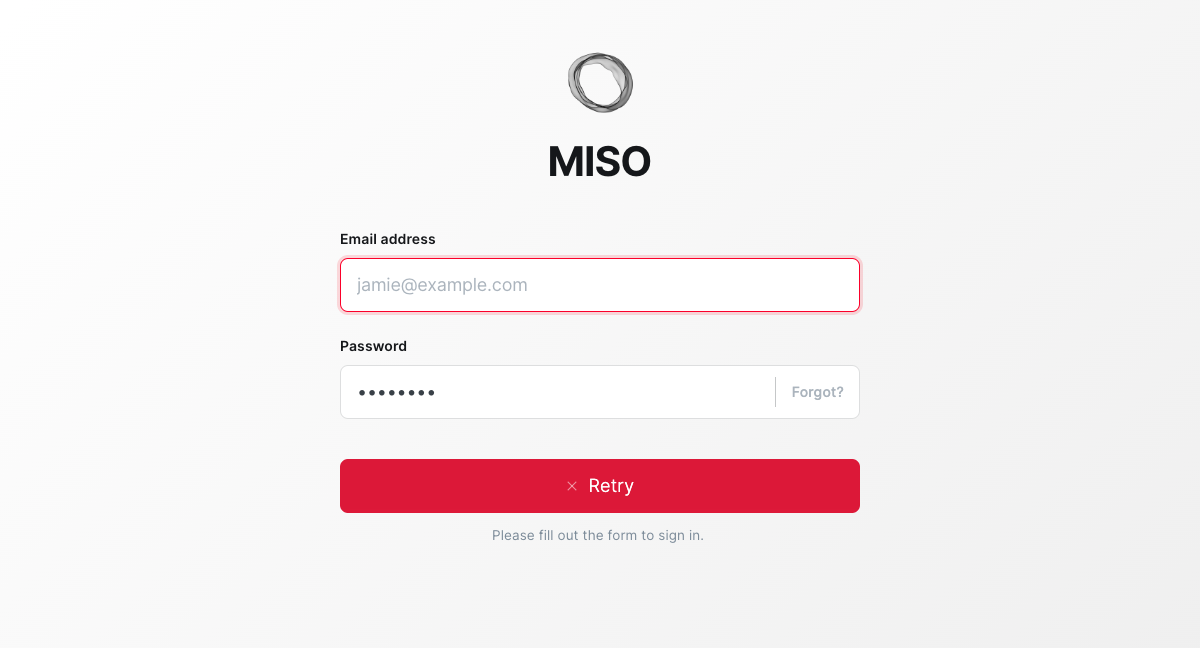 MISO
Email address
jamie@example.com
Password
••••••••
Forgot?
× Retry
Please fill out the form to sign in.